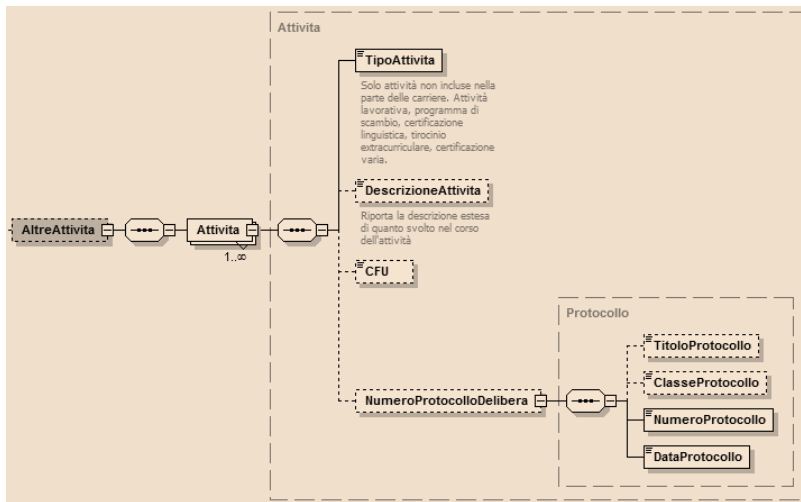 Attivita
TipoAttivita
Solo attività non incluse nella
parte delle carriere. Attività
lavorativa, programma di
scambio, certificazione
linguistica, tirocinio
extracurriculare, certificazione
varia.
DescrizioneAttivita
Riporta la descrizione estesa
di quanto svolto nel corso
dell'attività
AltreAttivita
Attivita
1..∞
CFU
Protocollo
TitoloProtocollo
ClasseProtocollo
NumeroProtocolloDelibera
NumeroProtocollo
DataProtocollo